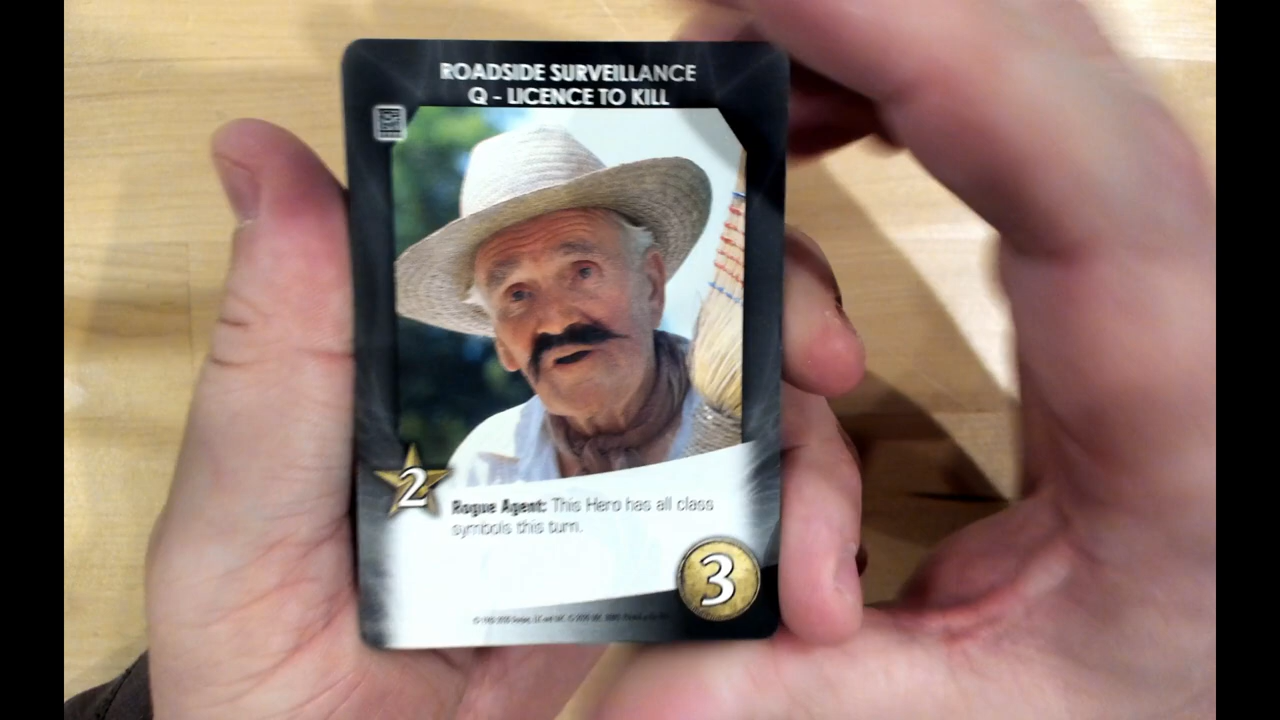 ROADSIDE SURVEILLANCE
Q - LICENCE TO KILL
2
Rogue Agent: This Hero has all class
symbols this turn.
3